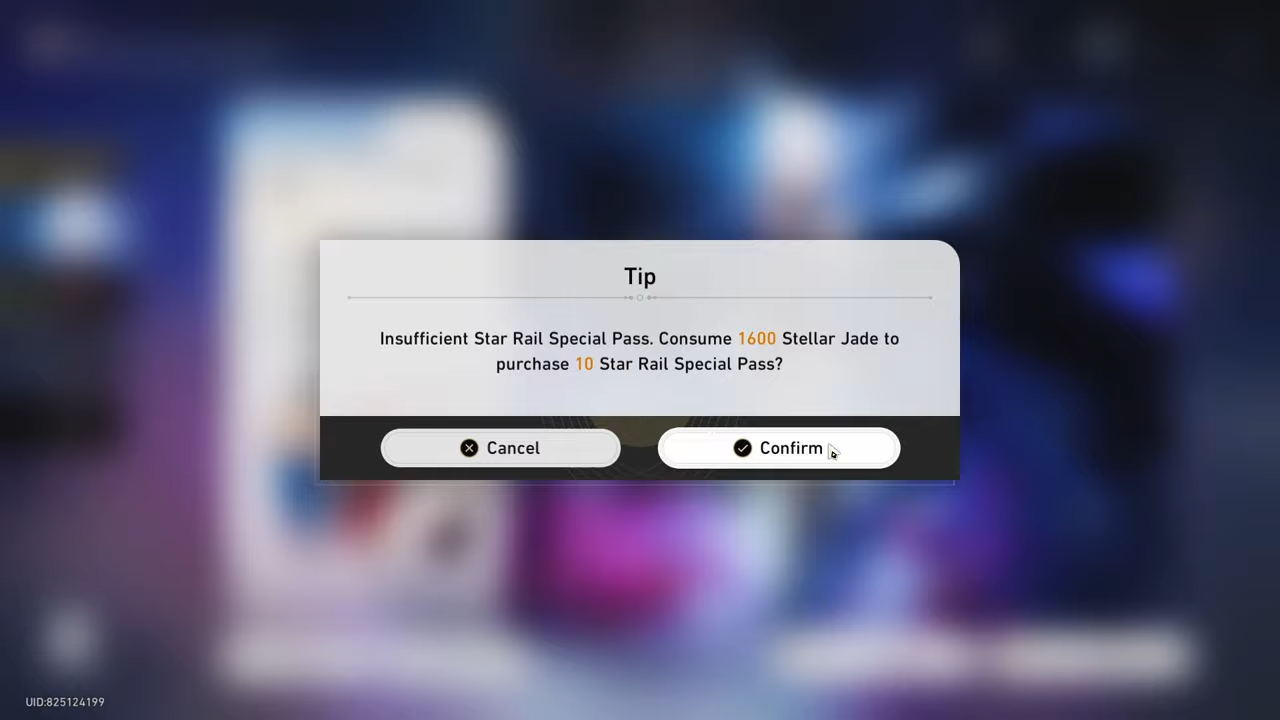 Tip
Insufficient Star Rail Special Pass. Consume 1600 Stellar Jade to
purchase 10 Star Rail Special Pass?
Cancel
Confirm
UID:825124199